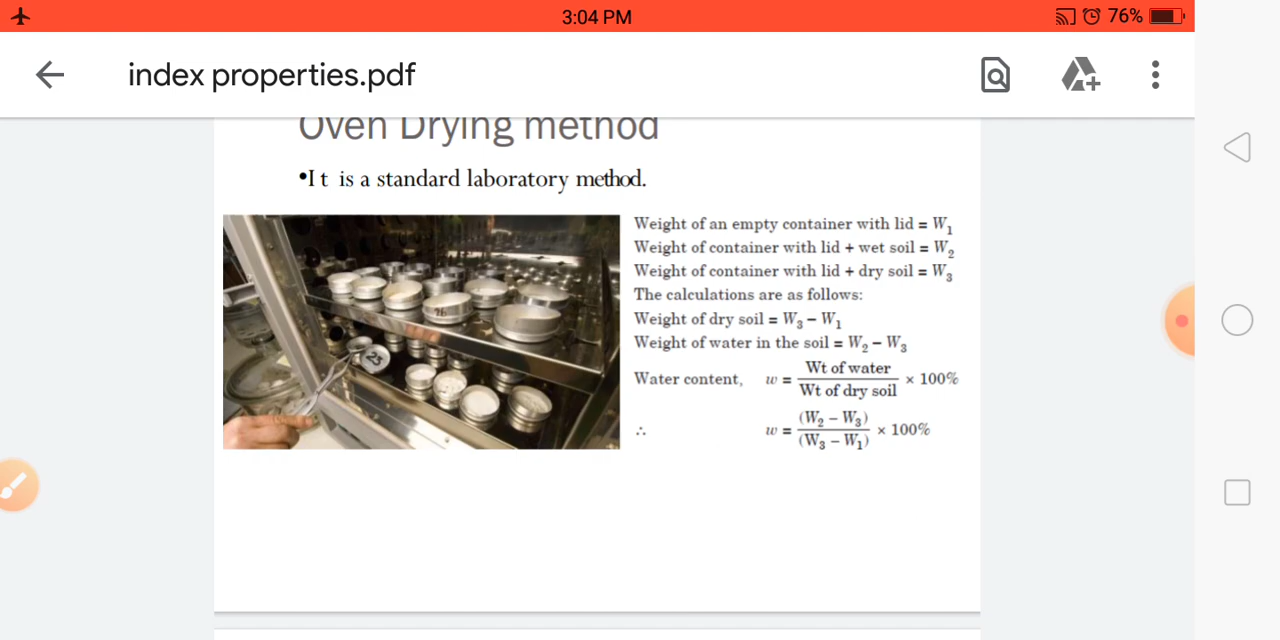 3:04 PM
76%
index properties.pdf
Oven Drying method
•I t is a standard laboratory method.
Weight of an empty container with lid = W₁
Weight of container with lid + wet soil = W₂
Weight of container with lid + dry soil = W₃
The calculations are as follows:
Weight of dry soil = W₃ – W₁
Weight of water in the soil = W₂ – W₃
Water content, w = Wt of water / Wt of dry soil × 100%
∴ w = (W₂ – W₃) / (W₃ – W₁) × 100%
76
25